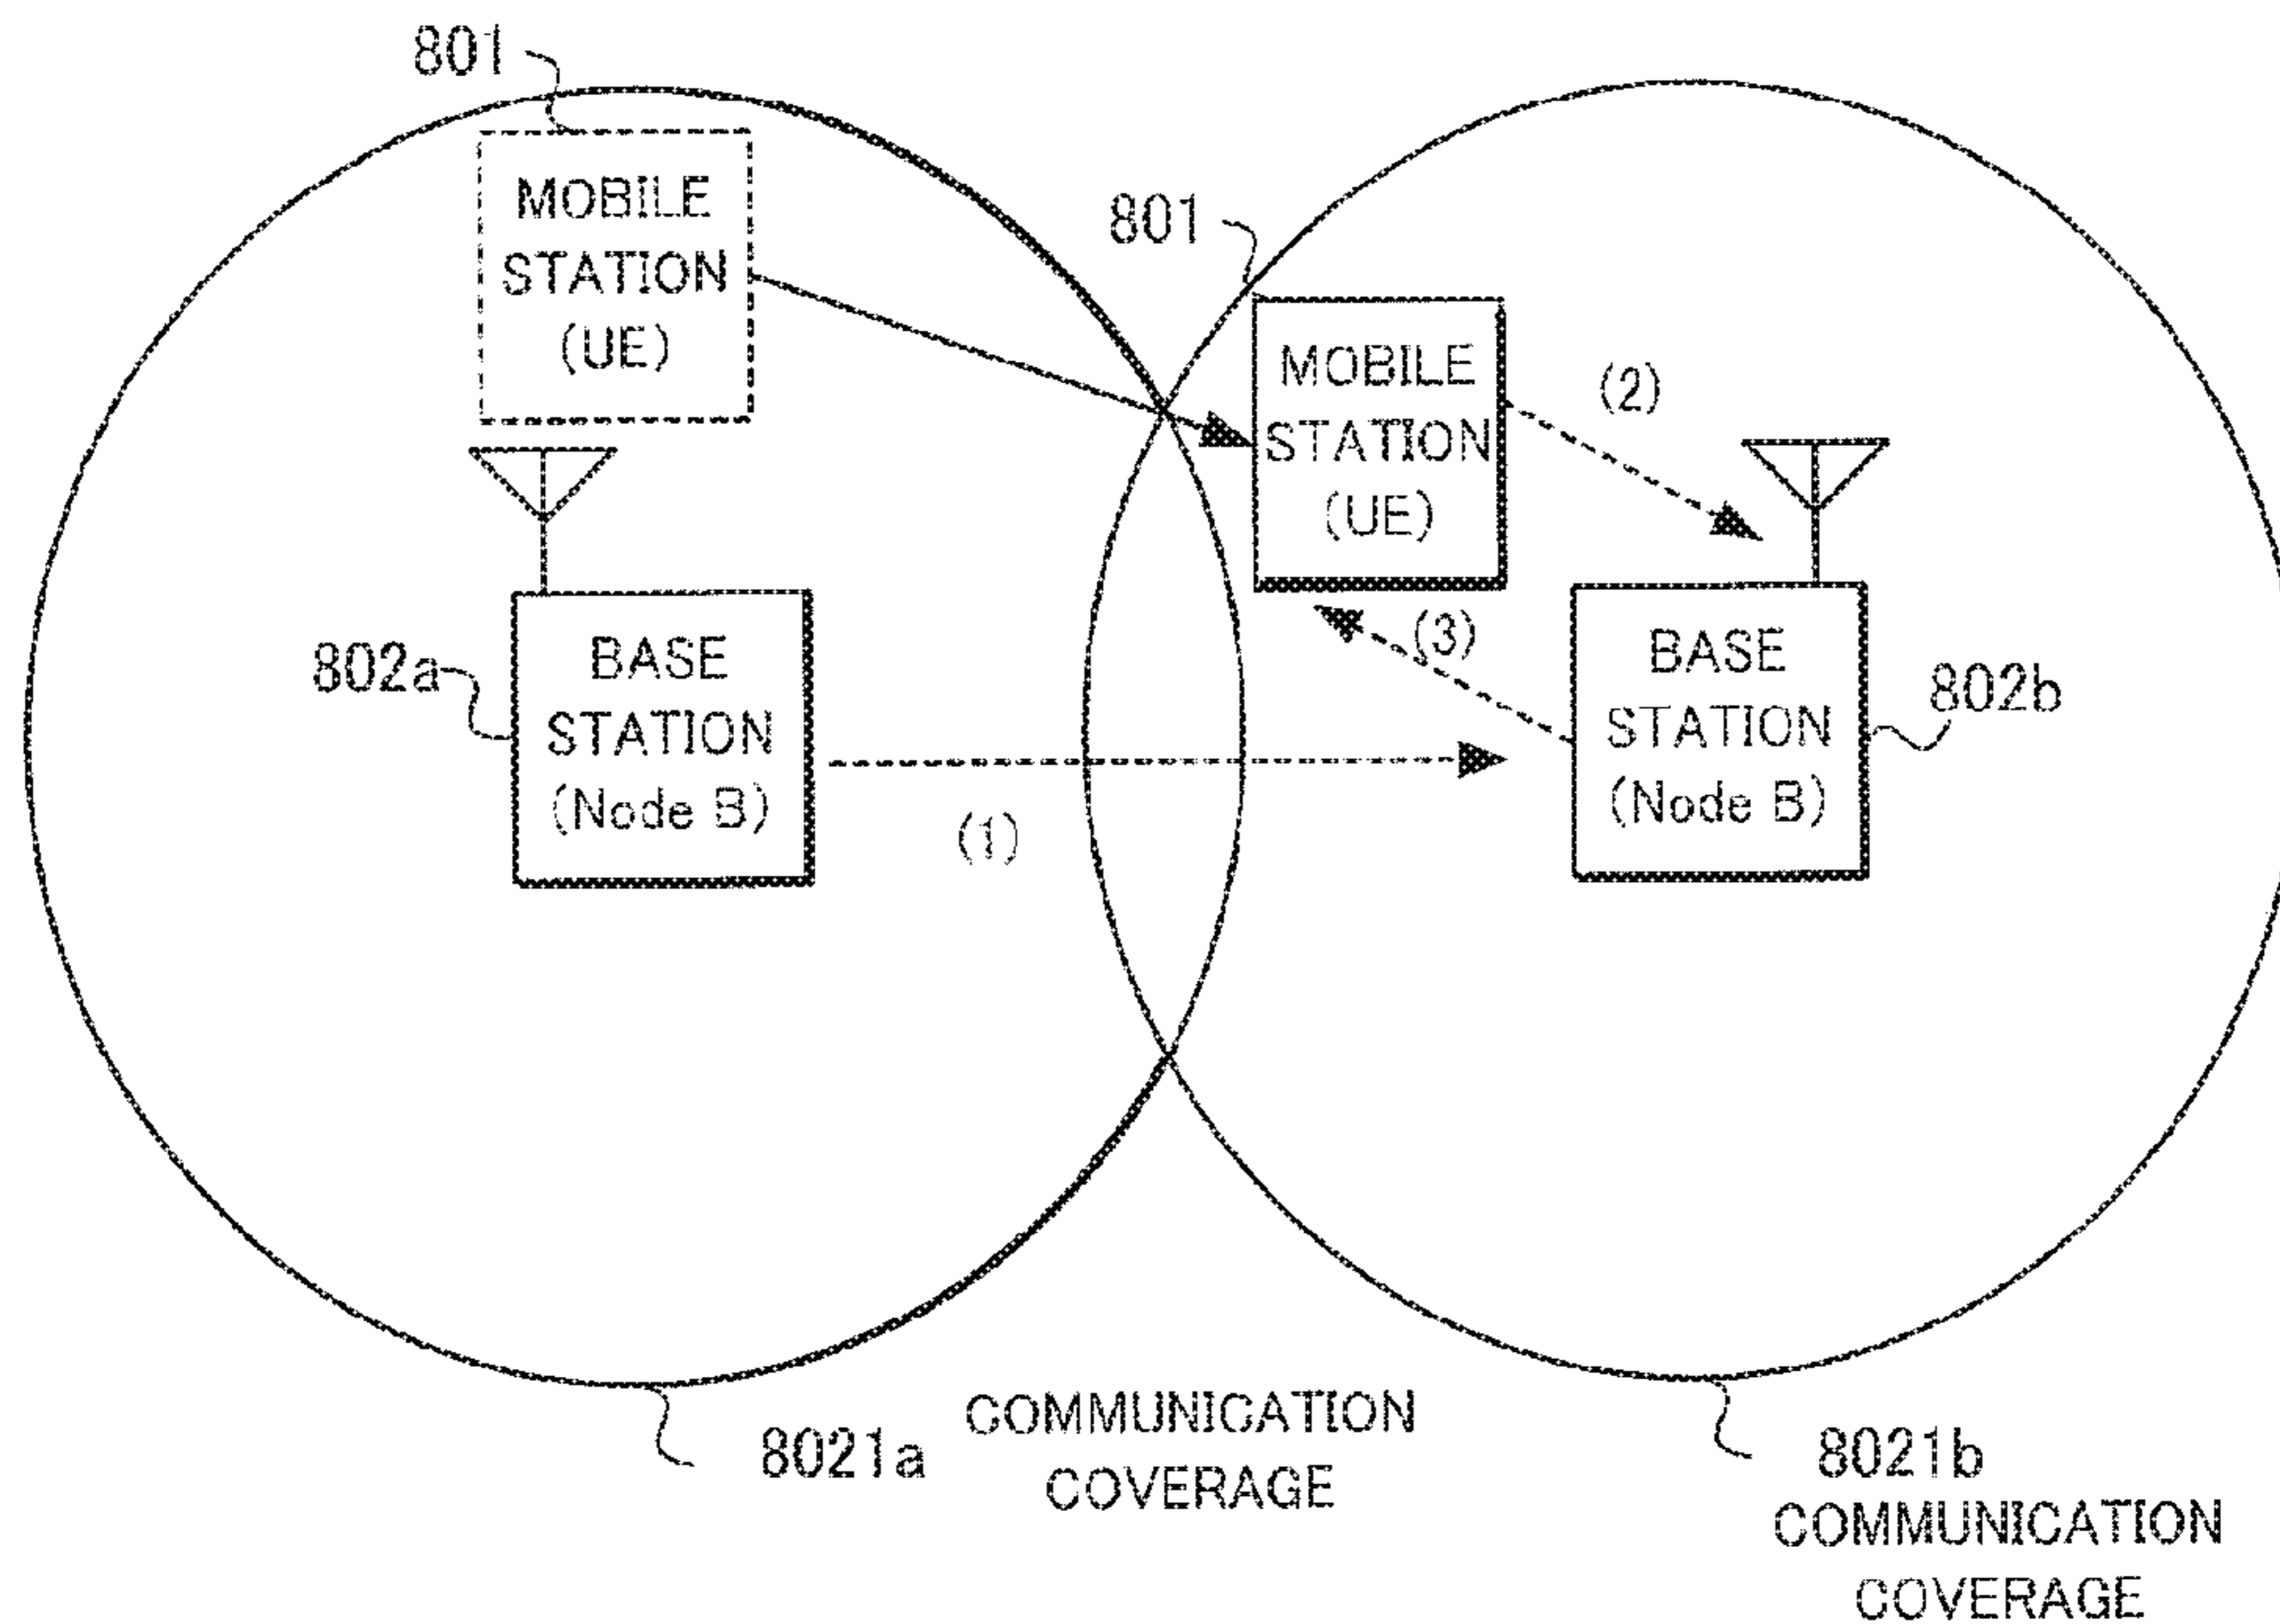 801
MOBILE
STATION
(UE)
801
MOBILE
STATION
(UE)
(2)
(3)
802a
BASE
STATION
(Node B)
(1)
BASE
STATION
(Node B)
802b
8021a
COMMUNICATION
COVERAGE
8021b
COMMUNICATION
COVERAGE